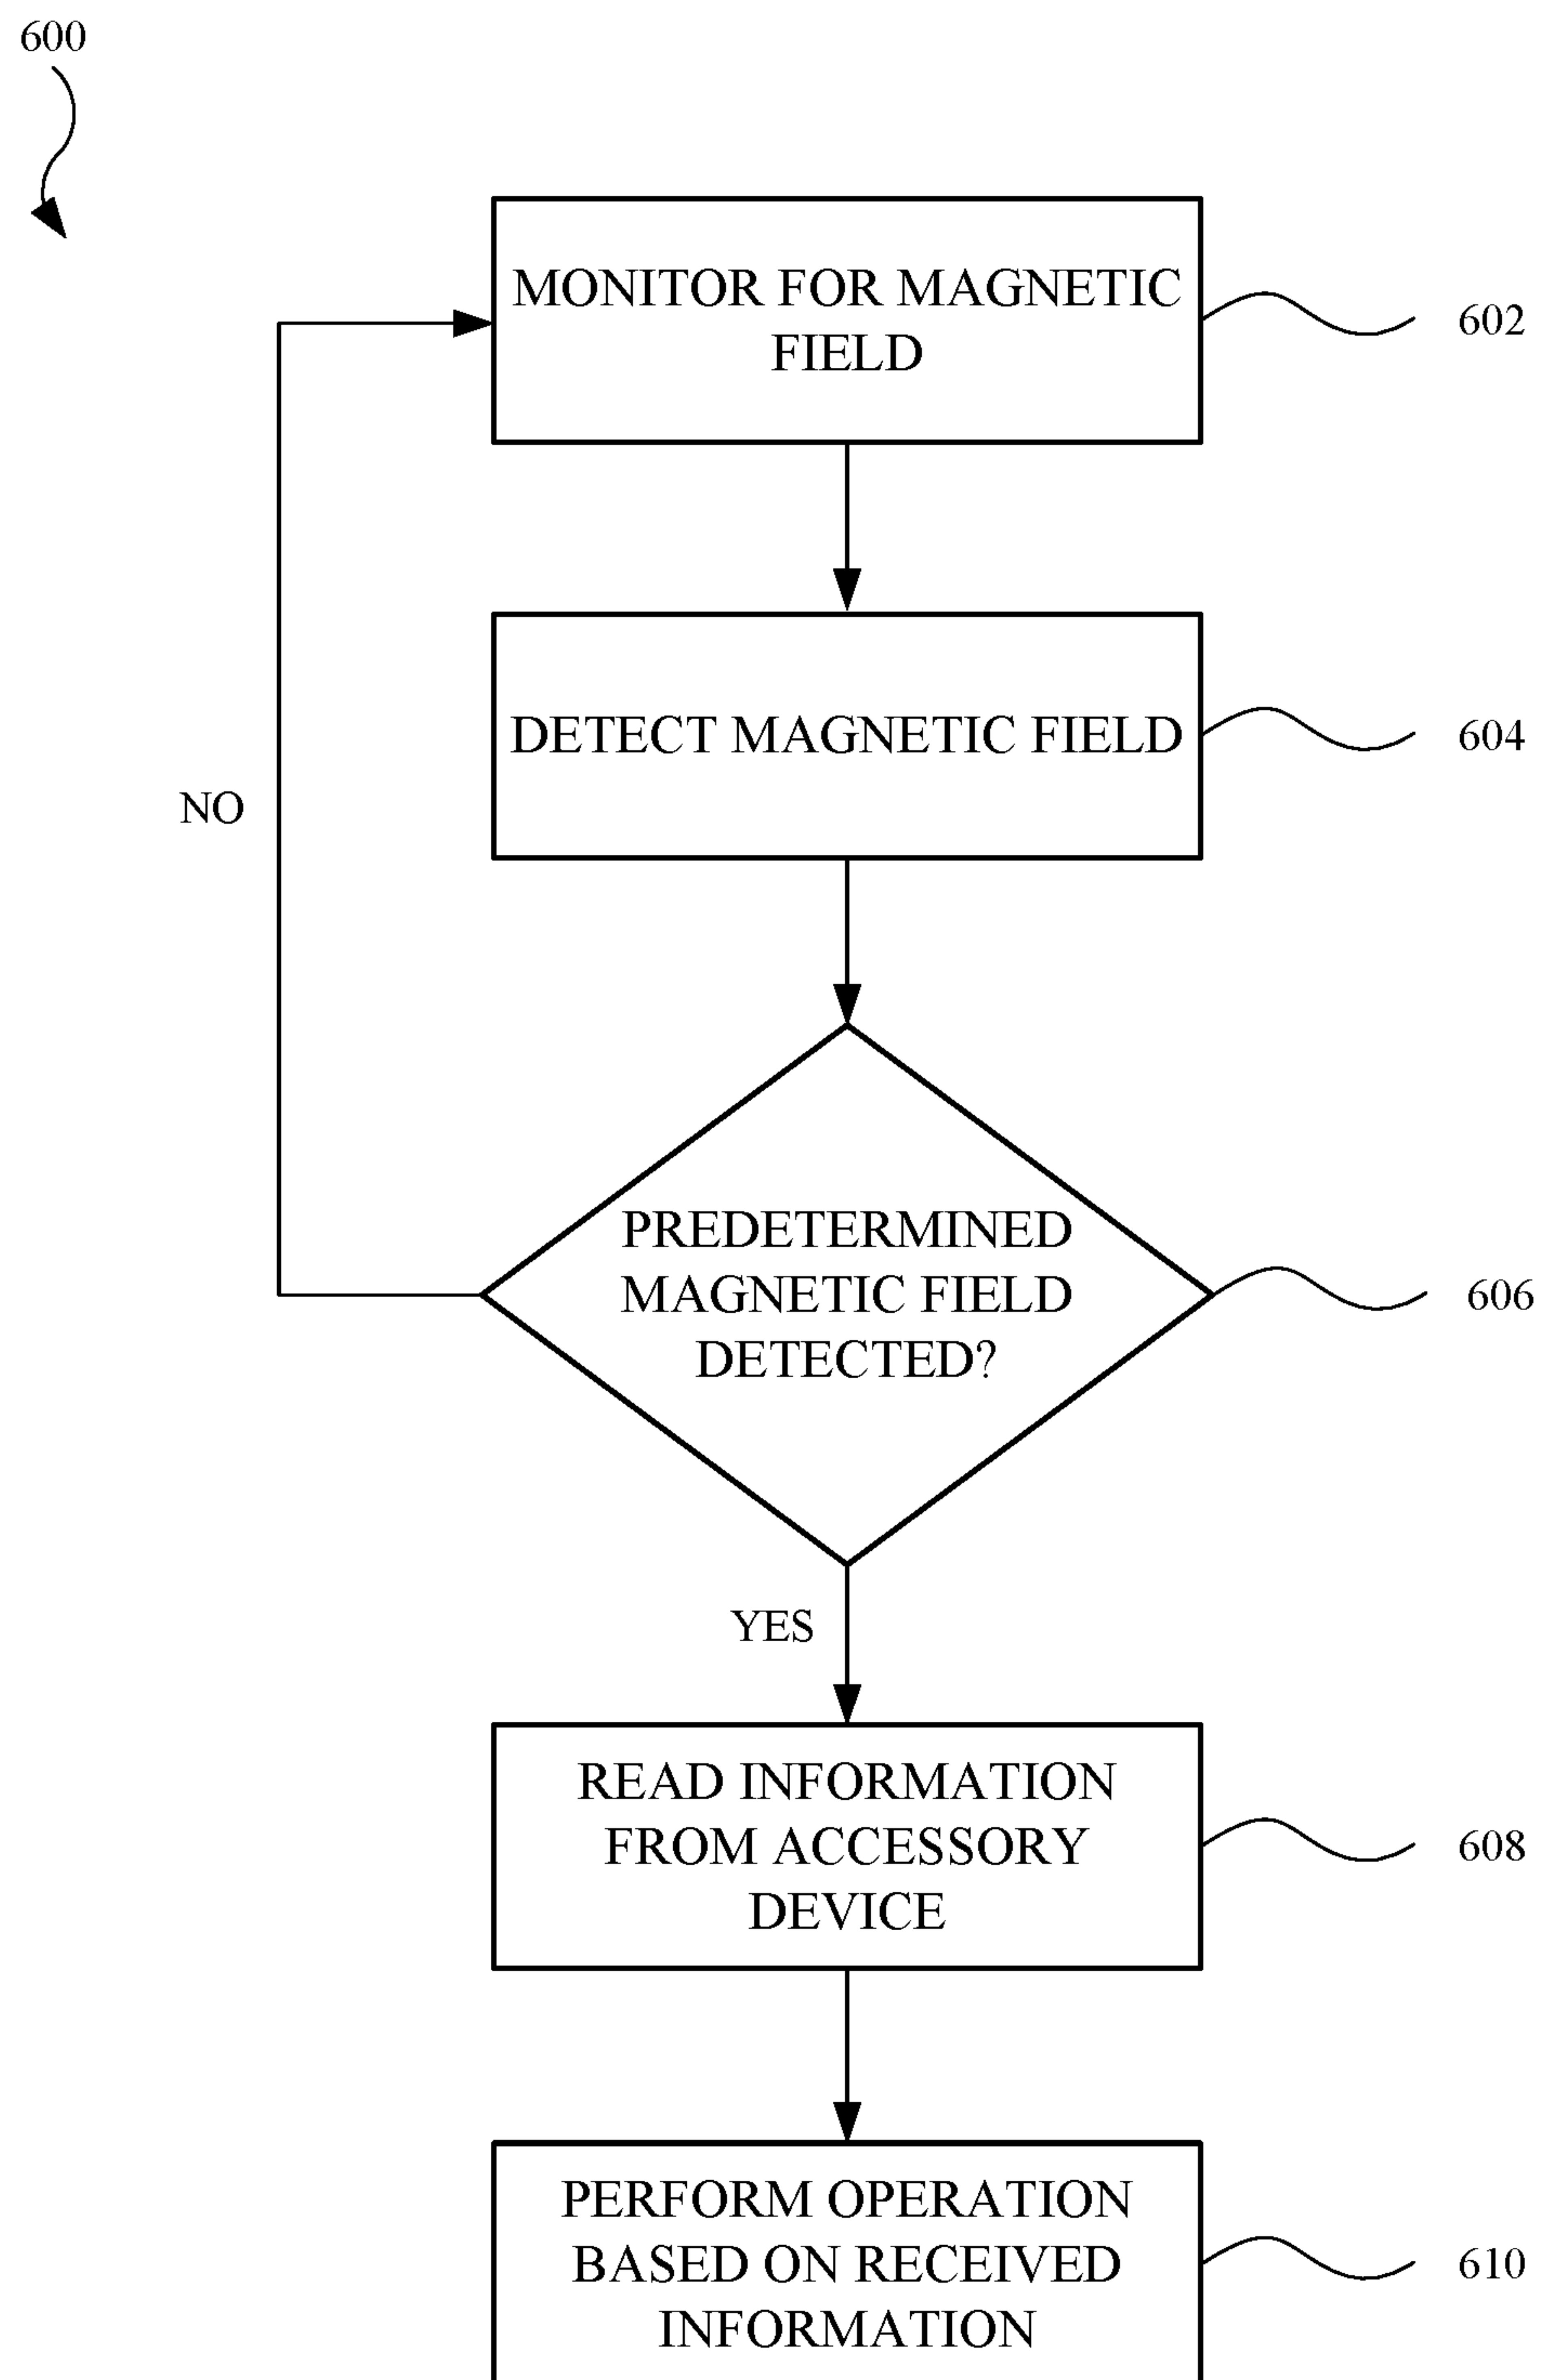 600
MONITOR FOR MAGNETIC
FIELD
602
DETECT MAGNETIC FIELD
604
NO
PREDETERMINED
MAGNETIC FIELD
DETECTED?
606
YES
READ INFORMATION
FROM ACCESSORY
DEVICE
608
PERFORM OPERATION
BASED ON RECEIVED
INFORMATION
610